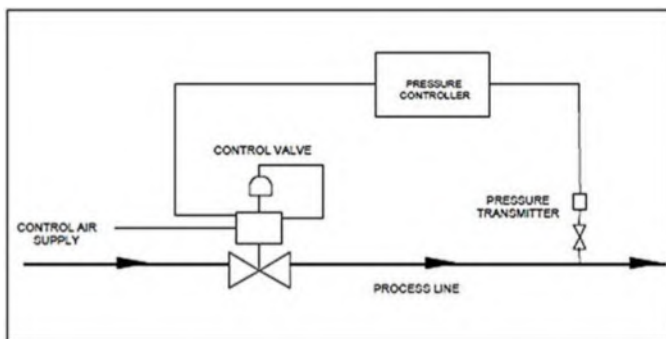 PRESSURE
CONTROLLER
CONTROL VALVE
PRESSURE
TRANSMITTER
CONTROL AIR
SUPPLY
PROCESS LINE